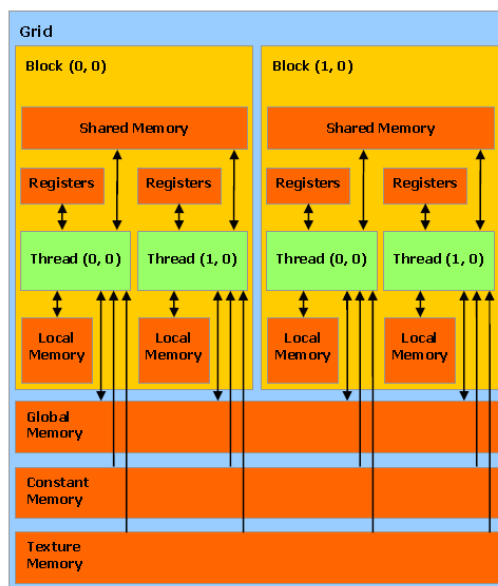 Grid
Block (0, 0)
Block (1, 0)
Shared Memory
Shared Memory
Registers
Registers
Registers
Registers
Thread (0, 0)
Thread (1, 0)
Thread (0, 0)
Thread (1, 0)
Local
Memory
Local
Memory
Local
Memory
Local
Memory
Global
Memory
Constant
Memory
Texture
Memory